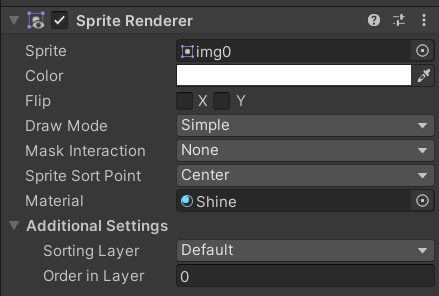 Sprite Renderer
Sprite img0
Color
Flip X Y
Draw Mode Simple
Mask Interaction None
Sprite Sort Point Center
Material Shine
Additional Settings
Sorting Layer Default
Order in Layer 0